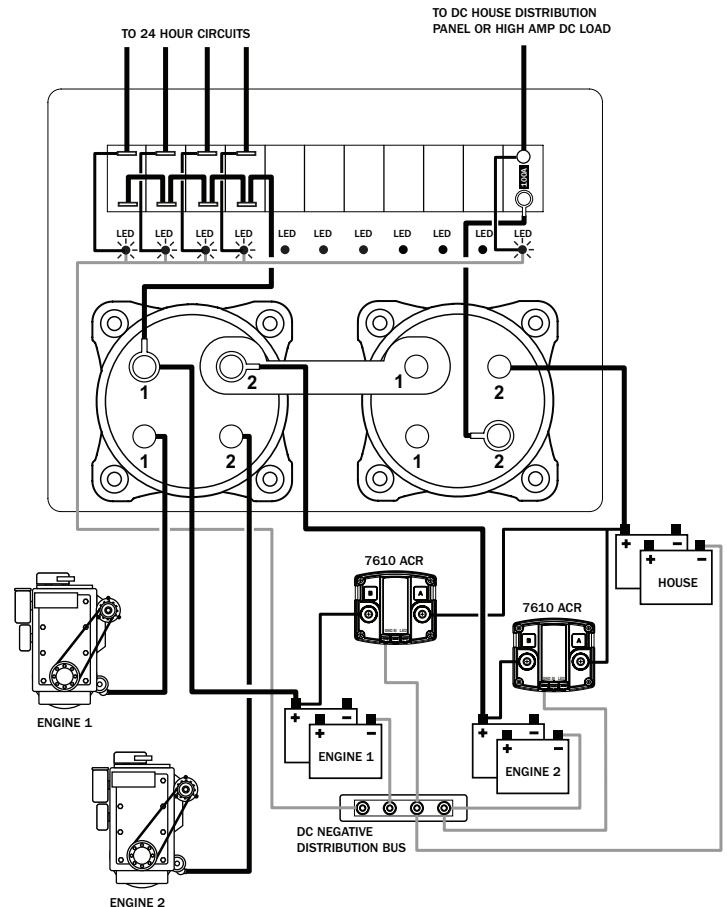 TO DC HOUSE DISTRIBUTION
PANEL OR HIGH AMP DC LOAD
TO 24 HOUR CIRCUITS
100A
LED LED LED LED LED LED LED LED LED LED LED
2 1
1 2
1 2 1 2
7610 ACR
B A
+ -
+ -
HOUSE
7610 ACR
B A
ENGINE 1
+ -
+ -
ENGINE 1
+ -
+ -
ENGINE 2
DC NEGATIVE
DISTRIBUTION BUS
ENGINE 2